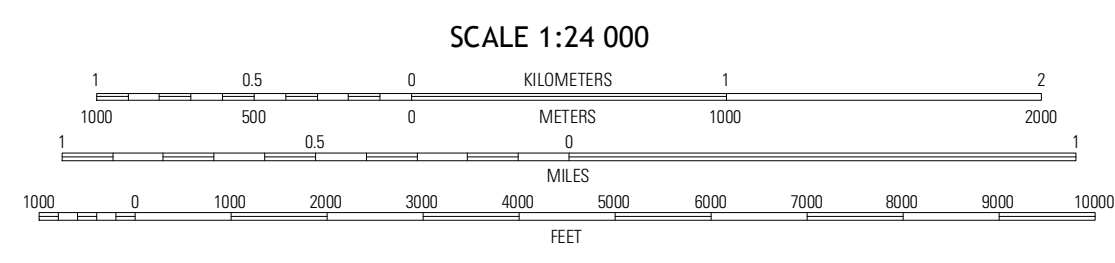 SCALE 1:24 000
1 0.5 0 KILOMETERS 1 2
1000 500 0 METERS 1000 2000
1 0.5 0 1
MILES
1000 0 1000 2000 3000 4000 5000 6000 7000 8000 9000 10000
FEET